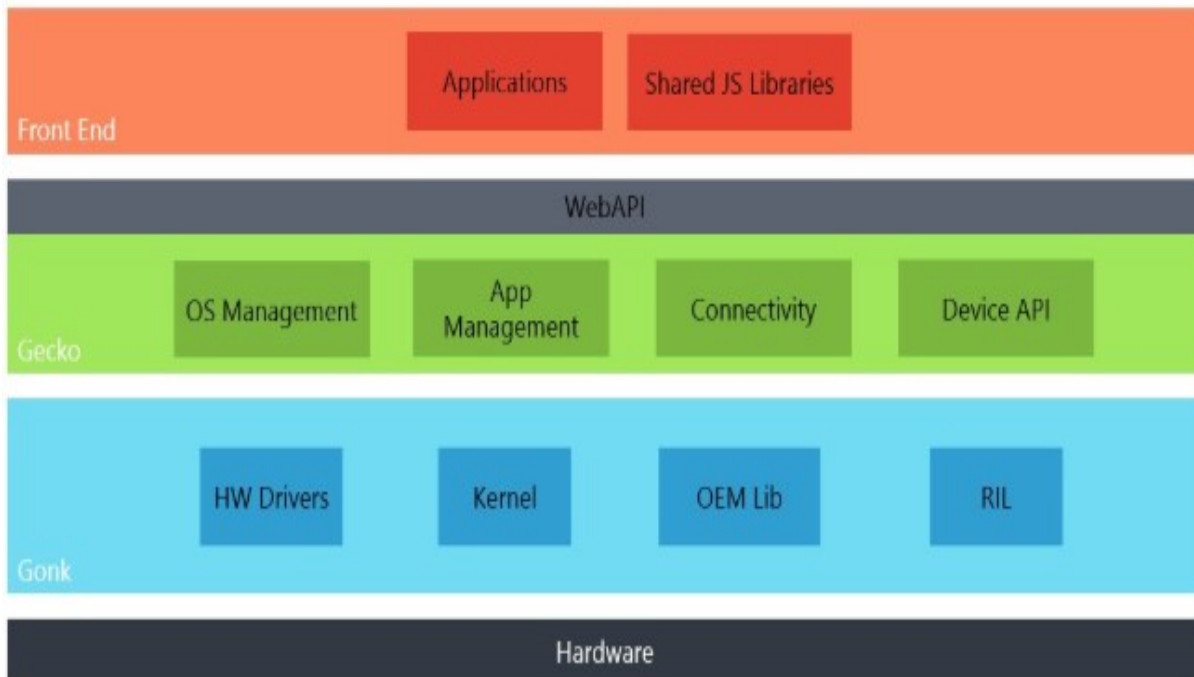 Applications
Shared JS Libraries
Front End
WebAPI
OS Management
App
Management
Connectivity
Device API
Gecko
HW Drivers
Kernel
OEM Lib
RIL
Gonk
Hardware